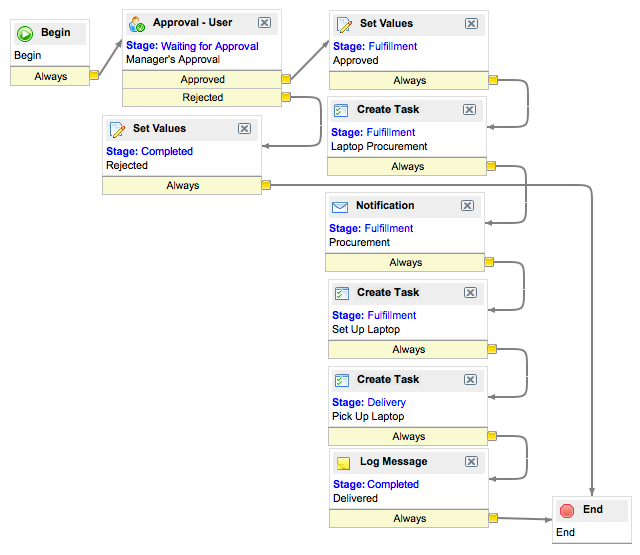 Begin
Begin
Always
Approval - User
Stage: Waiting for Approval
Manager's Approval
Approved
Rejected
Set Values
Stage: Fulfillment
Approved
Always
Create Task
Stage: Fulfillment
Laptop Procurement
Always
Set Values
Stage: Completed
Rejected
Always
Notification
Stage: Fulfillment
Procurement
Always
Create Task
Stage: Fulfillment
Set Up Laptop
Always
Create Task
Stage: Delivery
Pick Up Laptop
Always
Log Message
Stage: Completed
Delivered
Always
End
End